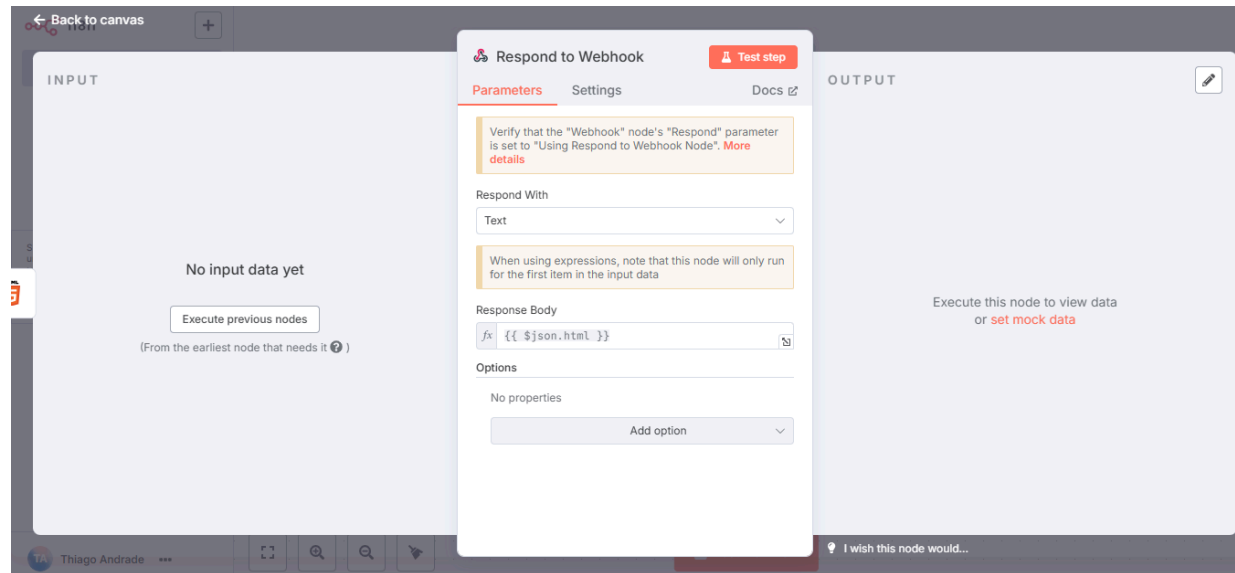 Back to canvas
n8n
INPUT
No input data yet
Execute previous nodes
(From the earliest node that needs it ? )
Respond to Webhook
Test step
Parameters
Settings
Docs
Verify that the "Webhook" node's "Respond" parameter
is set to "Using Respond to Webhook Node". More
details
Respond With
Text
When using expressions, note that this node will only run
for the first item in the input data
Response Body
fx {{ $json.html }}
Options
No properties
Add option
OUTPUT
Execute this node to view data
or set mock data
TA
Thiago Andrade
I wish this node would...